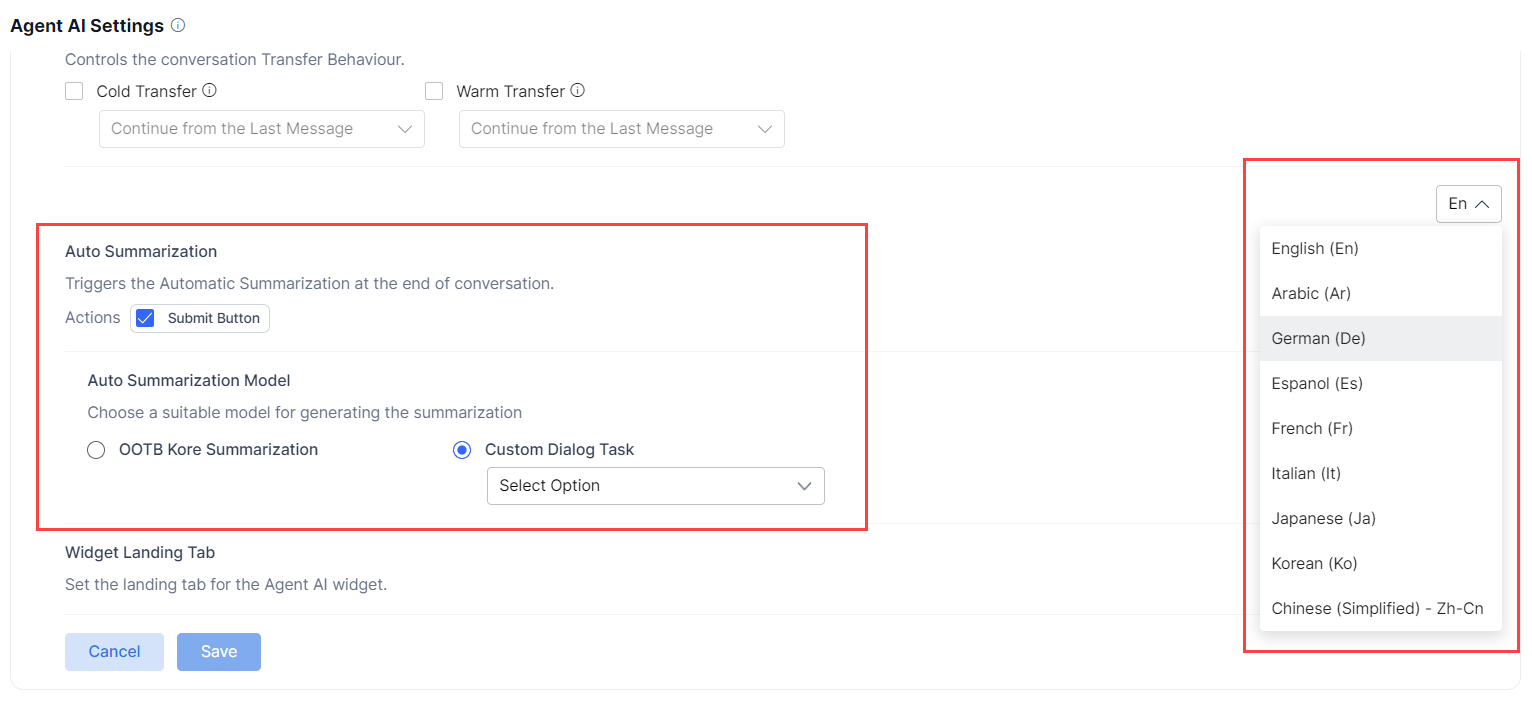 Agent AI Settings
Controls the conversation Transfer Behaviour.
Cold Transfer
Warm Transfer
Continue from the Last Message
Continue from the Last Message
En
Auto Summarization
Triggers the Automatic Summarization at the end of conversation.
Actions
Submit Button
Auto Summarization Model
Choose a suitable model for generating the summarization
OOTB Kore Summarization
Custom Dialog Task
Select Option
English (En)
Arabic (Ar)
German (De)
Espanol (Es)
French (Fr)
Italian (It)
Japanese (Ja)
Korean (Ko)
Chinese (Simplified) - Zh-Cn
Widget Landing Tab
Set the landing tab for the Agent AI widget.
Cancel
Save